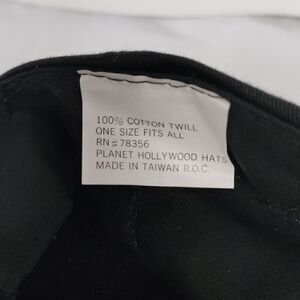 100% COTTON TWILL
ONE SIZE FITS ALL
RN # 78356
PLANET HOLLYWOOD HATS
MADE IN TAIWAN R.O.C.